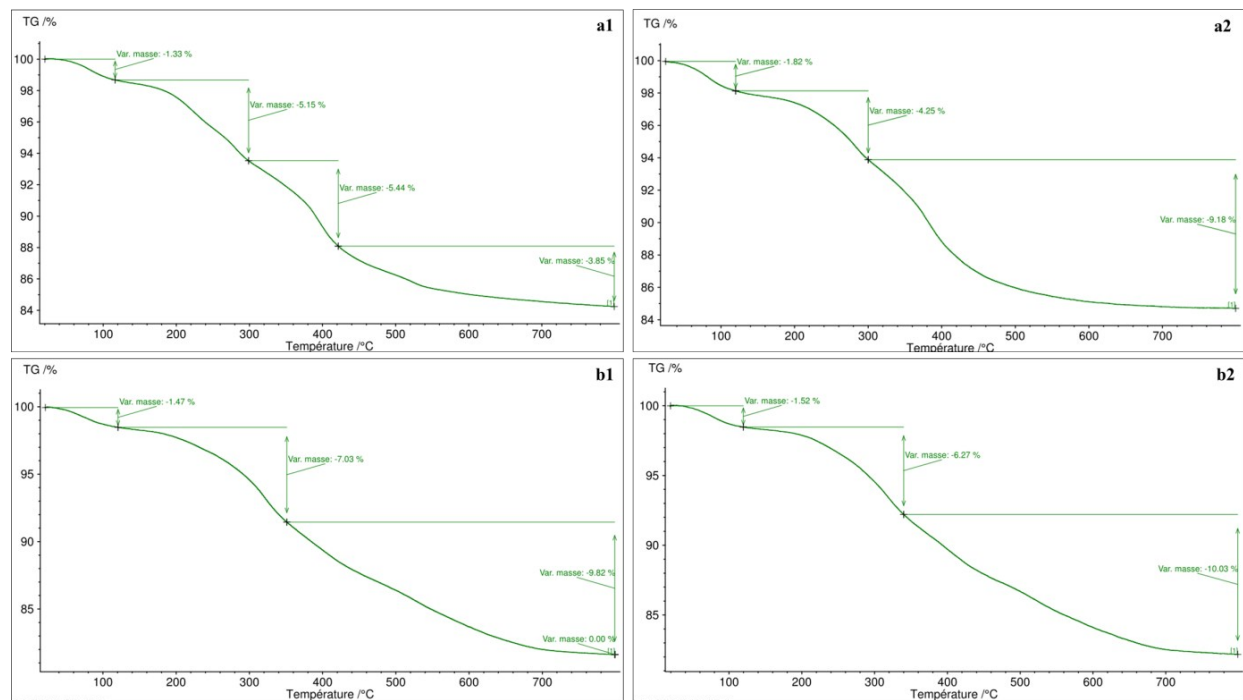 TG /%
a1
100
98
96
94
92
90
88
86
84
Var. masse: -1.33 %
Var. masse: -5.15 %
Var. masse: -5.44 %
Var. masse: -3.85 %
[1]
100 200 300 400 500 600 700
Température /°C
TG /%
a2
100
98
96
94
92
90
88
86
84
Var. masse: -1.82 %
Var. masse: -4.25 %
Var. masse: -9.18 %
[1]
100 200 300 400 500 600 700
Température /°C
TG /%
b1
100
95
90
85
Var. masse: -1.47 %
Var. masse: -7.03 %
Var. masse: -9.82 %
Var. masse: 0.00 %
[1]
100 200 300 400 500 600 700
Température /°C
TG /%
b2
100
95
90
85
Var. masse: -1.52 %
Var. masse: -6.27 %
Var. masse: -10.03 %
[1]
100 200 300 400 500 600 700
Température /°C